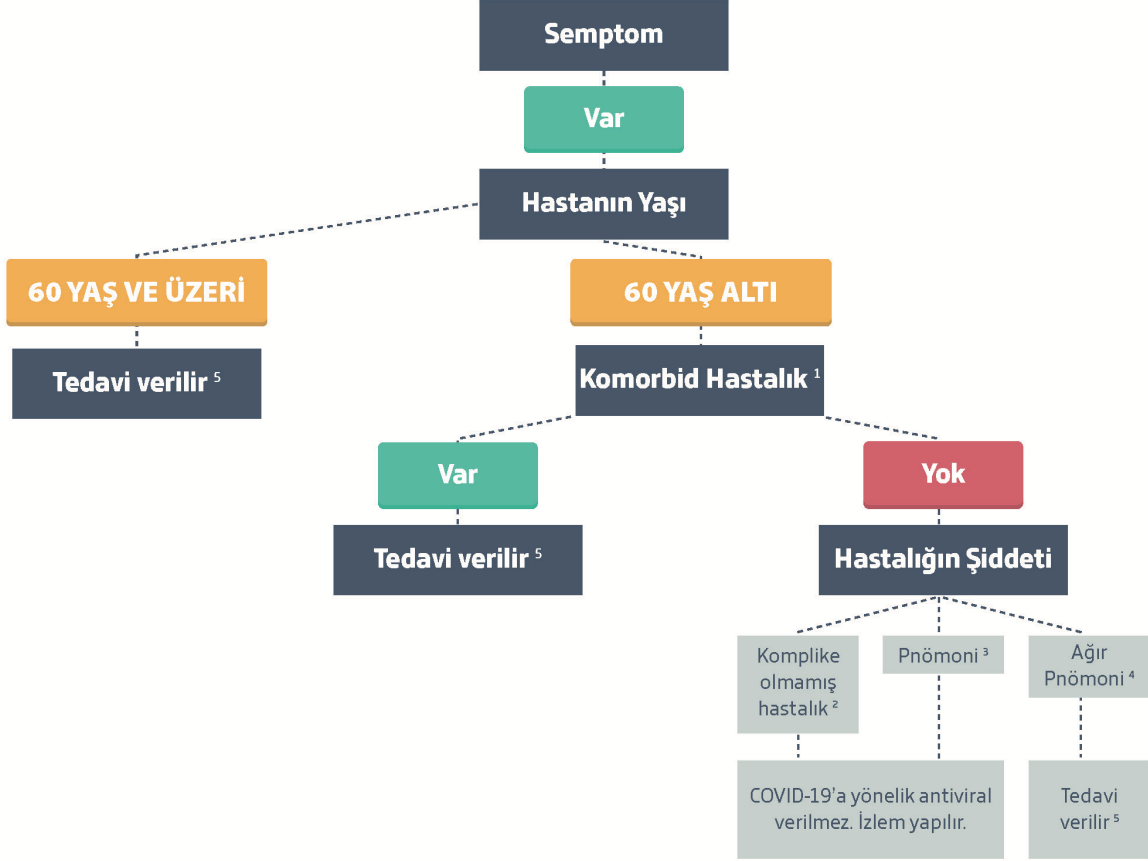 Semptom
Var
Hastanın Yaşı
60 YAŞ VE ÜZERİ
60 YAŞ ALTI
Tedavi verilir ⁵
Komorbid Hastalık ¹
Var
Yok
Tedavi verilir ⁵
Hastalığın Şiddeti
Komplike
olmamış
hastalık ²
Pnömoni ³
Ağır
Pnömoni ⁴
COVID-19’a yönelik antiviral
verilmez. İzlem yapılır.
Tedavi
verilir ⁵